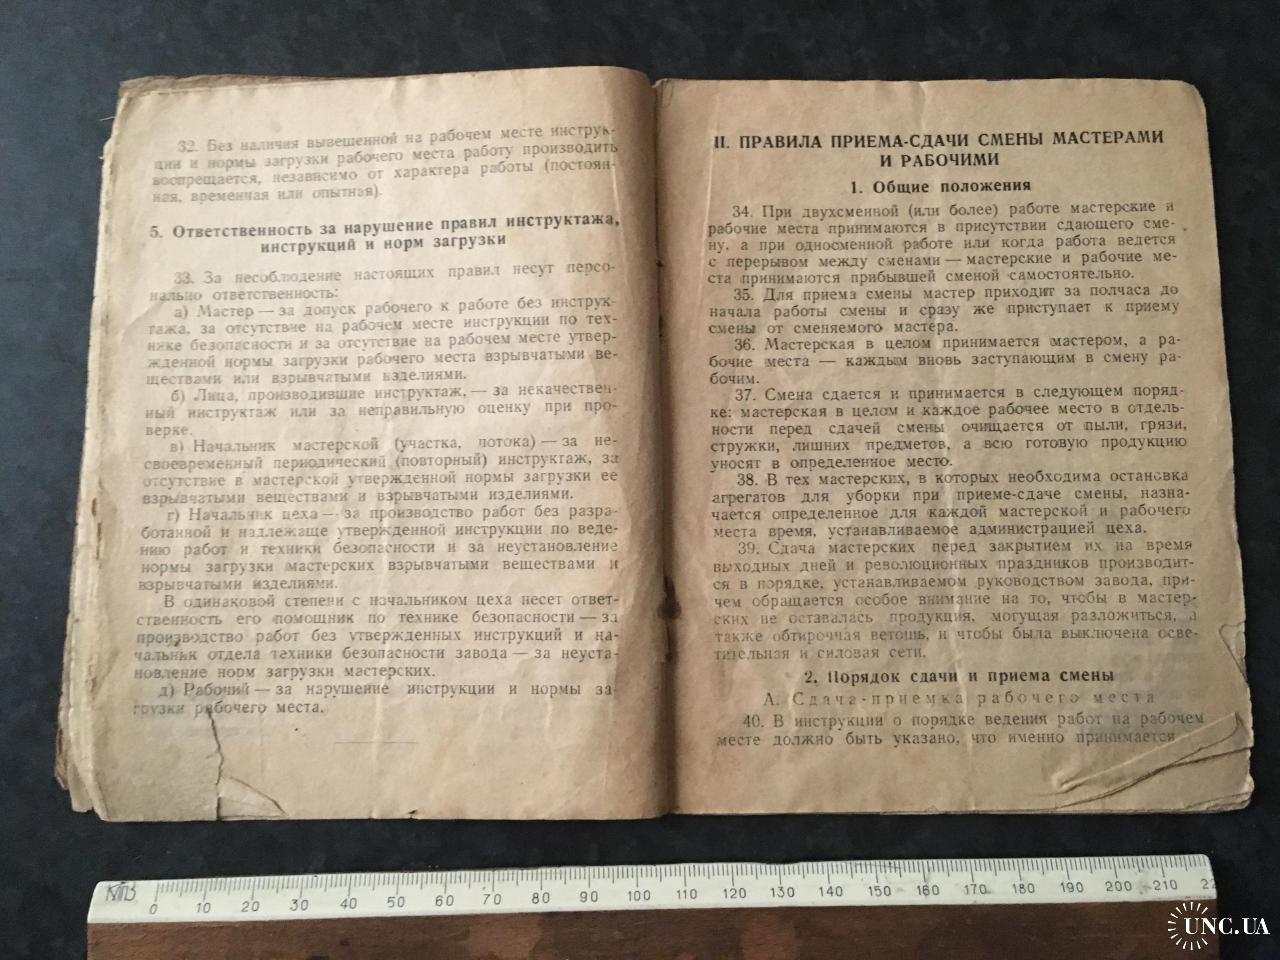 32. Без наличия вывешенной на рабочем месте инструк-
ции и нормы загрузки рабочего места работу производить
воспрещается, независимо от характера работы (постоян-
ная, временная или опытная).
5. Ответственность за нарушение правил инструктажа,
инструкций и норм загрузки
33. За несоблюдение настоящих правил несут персо-
нально ответственность:
а) Мастер — за допуск рабочего к работе без инструк-
тажа, за отсутствие на рабочем месте инструкции по тех-
нике безопасности и за отсутствие на рабочем месте утвер-
жденной нормы загрузки рабочего места взрывчатыми ве-
ществами или взрывчатыми изделиями.
б) Лица, производившие инструктаж, — за некачествен-
ный инструктаж или за неправильную оценку при про-
верке.
в) Начальник мастерской (участка, потока) — за не-
своевременный периодический (повторный) инструктаж, за
отсутствие в мастерской утвержденной нормы загрузки ее
взрывчатыми веществами и взрывчатыми изделиями.
г) Начальник цеха — за производство работ без разра-
ботанной и надлежаще утвержденной инструкции по веде-
нию работ и техники безопасности и за неустановление
нормы загрузки мастерских взрывчатыми веществами и
взрывчатыми изделиями.
В одинаковой степени с начальником цеха несет ответ-
ственность его помощник по технике безопасности — за
производство работ без утвержденных инструкций и на-
чальник отдела техники безопасности завода — за неуста-
новление норм загрузки мастерских.
д) Рабочий — за нарушение инструкции и нормы за-
грузки рабочего места.
II. ПРАВИЛА ПРИЕМА-СДАЧИ СМЕНЫ МАСТЕРАМИ
И РАБОЧИМИ
1. Общие положения
34. При двухсменной (или более) работе мастерские и
рабочие места принимаются в присутствии сдающего сме-
ну, а при односменной работе или когда работа ведется
с перерывом между сменами — мастерские и рабочие ме-
ста принимаются прибывшей сменой самостоятельно.
35. Для приема смены мастер приходит за полчаса до
начала работы смены и сразу же приступает к приему
смены от сменяемого мастера.
36. Мастерская в целом принимается мастером, а ра-
бочие места — каждым вновь заступающим в смену ра-
бочим.
37. Смена сдается и принимается в следующем поряд-
ке: мастерская в целом и каждое рабочее место в отдель-
ности перед сдачей смены очищается от пыли, грязи,
стружки, лишних предметов, а всю готовую продукцию
уносят в определенное место.
38. В тех мастерских, в которых необходима остановка
агрегатов для уборки при приеме-сдаче смены, назна-
чается определенное для каждой мастерской и рабочего
места время, устанавливаемое администрацией цеха.
39. Сдача мастерских перед закрытием их на время
выходных дней и революционных праздников производит-
ся в порядке, устанавливаемом руководством завода, при-
чем обращается особое внимание на то, чтобы в мастер-
ских не оставалась продукция, могущая разложиться, а
также обтирочная ветошь, и чтобы была выключена осве-
тительная и силовая сети.
2. Порядок сдачи и приема смены
А. Сдача-приемка рабочего места
40. В инструкции о порядке ведения работ на рабочем
месте должно быть указано, что именно принимается
0 10 20 30 40 50 60 70 80 90 100 110 120 130 140 150 160 170 180 190 200 210 22
UNC.UA